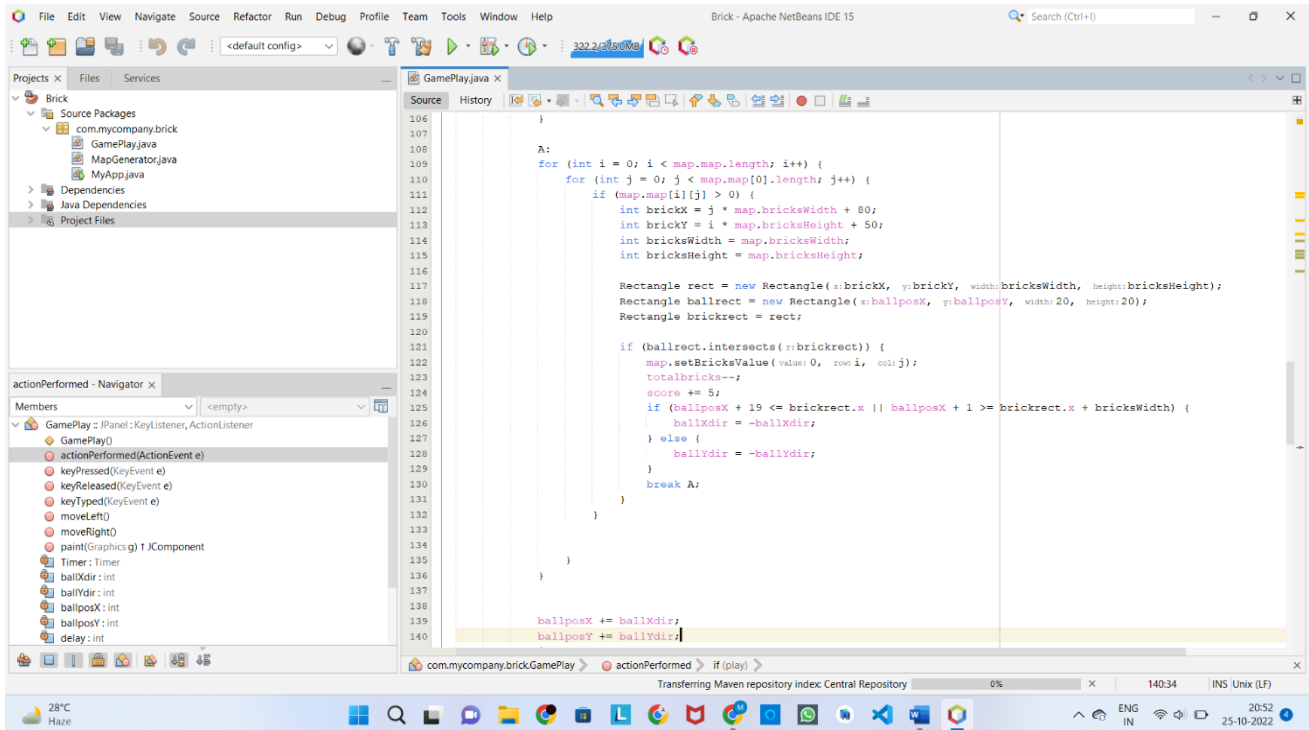 File Edit View Navigate Source Refactor Run Debug Profile Team Tools Window Help Brick - Apache NetBeans IDE 15 Search (Ctrl+I)
<default config> 322.2/375.0MB
Projects Files Services
Brick
Source Packages
com.mycompany.brick
GamePlay.java
MapGenerator.java
MyApp.java
Dependencies
Java Dependencies
Project Files
actionPerformed - Navigator
Members <empty>
GamePlay :: JPanel : KeyListener, ActionListener
GamePlay()
actionPerformed(ActionEvent e)
keyPressed(KeyEvent e)
keyReleased(KeyEvent e)
keyTyped(KeyEvent e)
moveLeft()
moveRight()
paint(Graphics g) ↑ JComponent
Timer : Timer
ballXdir : int
ballYdir : int
ballposX : int
ballposY : int
delay : int
GamePlay.java
Source History
106 }
107
108 A:
109 for (int i = 0; i < map.map.length; i++) {
110 for (int j = 0; j < map.map[0].length; j++) {
111 if (map.map[i][j] > 0) {
112 int brickX = j * map.bricksWidth + 80;
113 int brickY = i * map.bricksHeight + 50;
114 int bricksWidth = map.bricksWidth;
115 int bricksHeight = map.bricksHeight;
116
117 Rectangle rect = new Rectangle( x: brickX, y: brickY, width: bricksWidth, height: bricksHeight);
118 Rectangle ballrect = new Rectangle( x: ballposX, y: ballposY, width: 20, height: 20);
119 Rectangle brickrect = rect;
120
121 if (ballrect.intersects( r: brickrect)) {
122 map.setBricksValue( value: 0, row: i, col: j);
123 totalbricks--;
124 score += 5;
125 if (ballposX + 19 <= brickrect.x || ballposX + 1 >= brickrect.x + bricksWidth) {
126 ballXdir = -ballXdir;
127 } else {
128 ballYdir = -ballYdir;
129 }
130 break A;
131 }
132 }
133
134
135 }
136 }
137
138
139 ballposX += ballXdir;
140 ballposY += ballYdir;
com.mycompany.brick.GamePlay actionPerformed if (play)
Transferring Maven repository index: Central Repository 0% 140:34 INS Unix (LF)
28°C
Haze
ENG
IN
20:52
25-10-2022
4